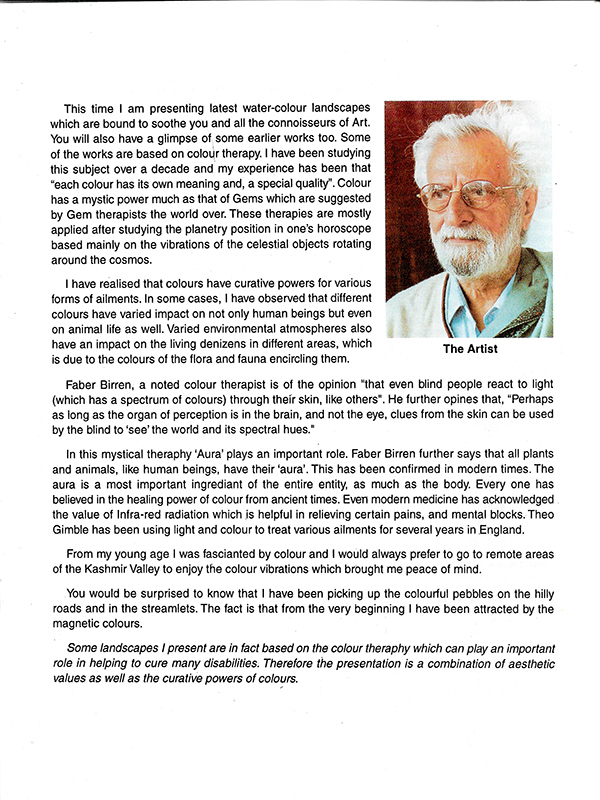 This time I am presenting latest water-colour landscapes
which are bound to soothe you and all the connoisseurs of Art.
You will also have a glimpse of some earlier works too. Some
of the works are based on colour therapy. I have been studying
this subject over a decade and my experience has been that
“each colour has its own meaning and, a special quality”. Colour
has a mystic power much as that of Gems which are suggested
by Gem therapists the world over. These therapies are mostly
applied after studying the planetry position in one's horoscope
based mainly on the vibrations of the celestial objects rotating
around the cosmos.
I have realised that colours have curative powers for various
forms of ailments. In some cases, I have observed that different
colours have varied impact on not only human beings but even
on animal life as well. Varied environmental atmospheres also
have an impact on the living denizens in different areas, which
is due to the colours of the flora and fauna encircling them.
The Artist
Faber Birren, a noted colour therapist is of the opinion "that even blind people react to light
(which has a spectrum of colours) through their skin, like others". He further opines that, “Perhaps
as long as the organ of perception is in the brain, and not the eye, clues from the skin can be used
by the blind to ‘see’ the world and its spectral hues."
In this mystical theraphy ‘Aura’ plays an important role. Faber Birren further says that all plants
and animals, like human beings, have their ‘aura’. This has been confirmed in modern times. The
aura is a most important ingrediant of the entire entity, as much as the body. Every one has
believed in the healing power of colour from ancient times. Even modern medicine has acknowledged
the value of Infra-red radiation which is helpful in relieving certain pains, and mental blocks. Theo
Gimble has been using light and colour to treat various ailments for several years in England.
From my young age I was fascianted by colour and I would always prefer to go to remote areas
of the Kashmir Valley to enjoy the colour vibrations which brought me peace of mind.
You would be surprised to know that I have been picking up the colourful pebbles on the hilly
roads and in the streamlets. The fact is that from the very beginning I have been attracted by the
magnetic colours.
Some landscapes I present are in fact based on the colour theraphy which can play an important
role in helping to cure many disabilities. Therefore the presentation is a combination of aesthetic
values as well as the curative powers of colours.